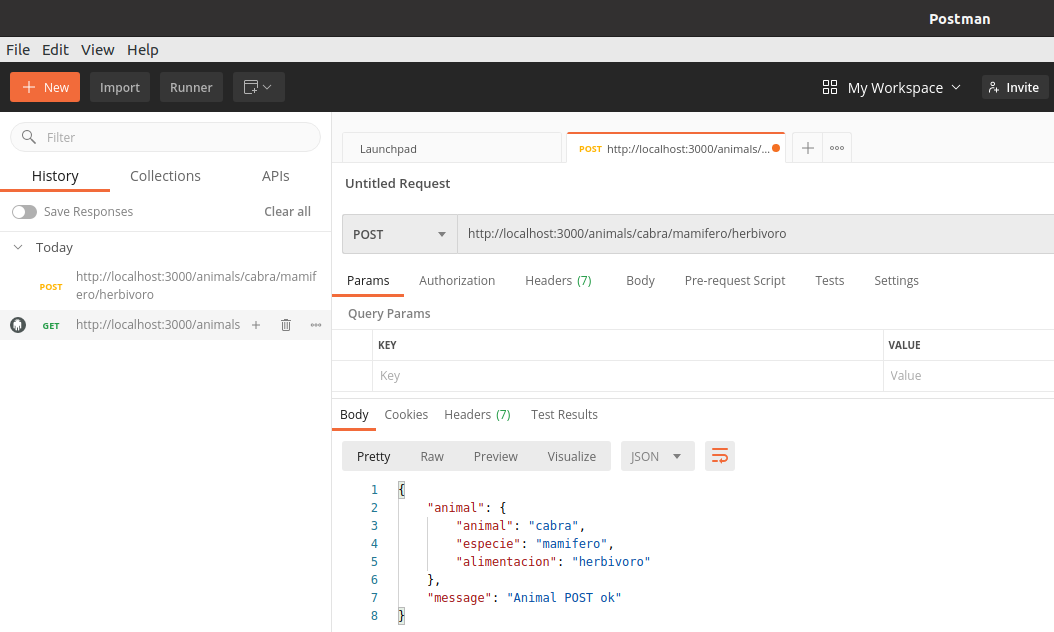 Postman
File Edit View Help
New Import Runner My Workspace Invite
Filter
History Collections APIs
Save Responses Clear all
Today
POST http://localhost:3000/animals/cabra/mamif
ero/herbivoro
GET http://localhost:3000/animals
Launchpad POST http://localhost:3000/animals/...
Untitled Request
POST http://localhost:3000/animals/cabra/mamifero/herbivoro
Params Authorization Headers (7) Body Pre-request Script Tests Settings
Query Params
KEY VALUE
Key Value
Body Cookies Headers (7) Test Results
Pretty Raw Preview Visualize JSON
1 {
2 "animal": {
3 "animal": "cabra",
4 "especie": "mamifero",
5 "alimentacion": "herbivoro"
6 },
7 "message": "Animal POST ok"
8 }